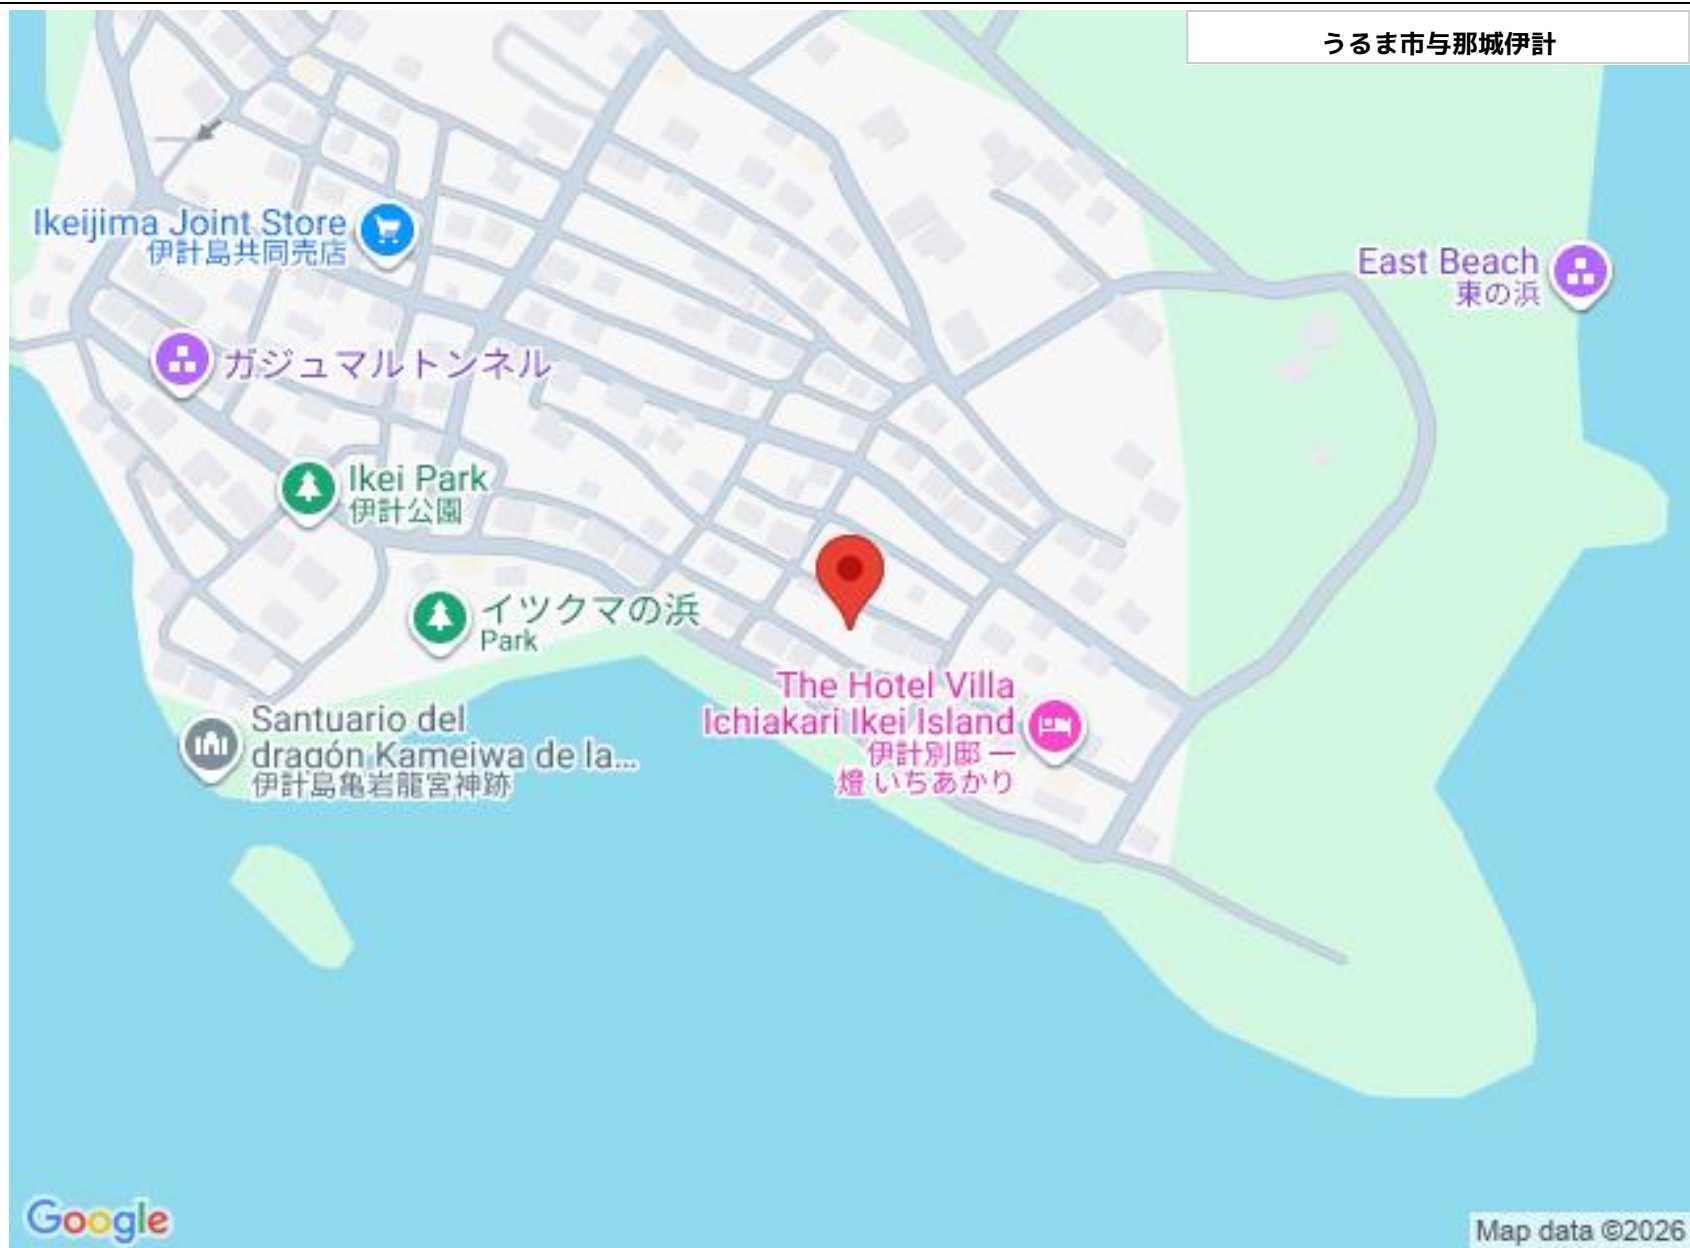 うるま市与那城伊計
Ikeijima Joint Store
伊計島共同売店
East Beach
東の浜
ガジュマルトンネル
Ikei Park
伊計公園
イツクマの浜
Park
The Hotel Villa
Ichiakari Ikei Island
伊計別邸 一
燈 いちあかり
Santuario del
dragón Kameiwa de la...
伊計島亀岩龍宮神跡
Google
Map data ©2026